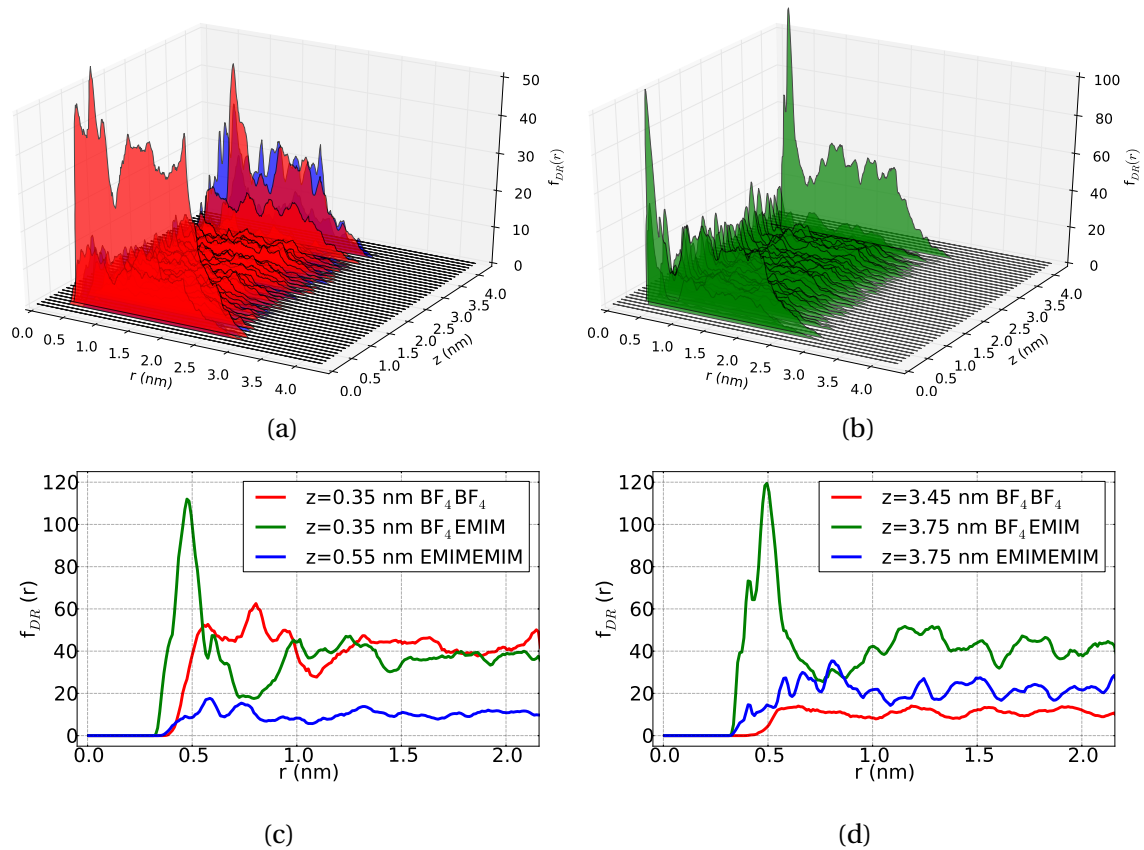 50
40
30
20
10
0
f_DR(r)
0.0 0.5 1.0 1.5 2.0 2.5 3.0 3.5 4.0
r (nm)
0.0 0.5 1.0 1.5 2.0 2.5 3.0 3.5 4.0
z (nm)
(a)
100
80
60
40
20
0
f_DR(r)
0.0 0.5 1.0 1.5 2.0 2.5 3.0 3.5 4.0
r (nm)
0.0 0.5 1.0 1.5 2.0 2.5 3.0 3.5 4.0
z (nm)
(b)
120
100
80
60
40
20
0
f_DR (r)
z=0.35 nm BF₄BF₄
z=0.35 nm BF₄EMIM
z=0.55 nm EMIMEMIM
0.0 0.5 1.0 1.5 2.0
r (nm)
(c)
120
100
80
60
40
20
0
f_DR (r)
z=3.45 nm BF₄BF₄
z=3.75 nm BF₄EMIM
z=3.75 nm EMIMEMIM
0.0 0.5 1.0 1.5 2.0
r (nm)
(d)